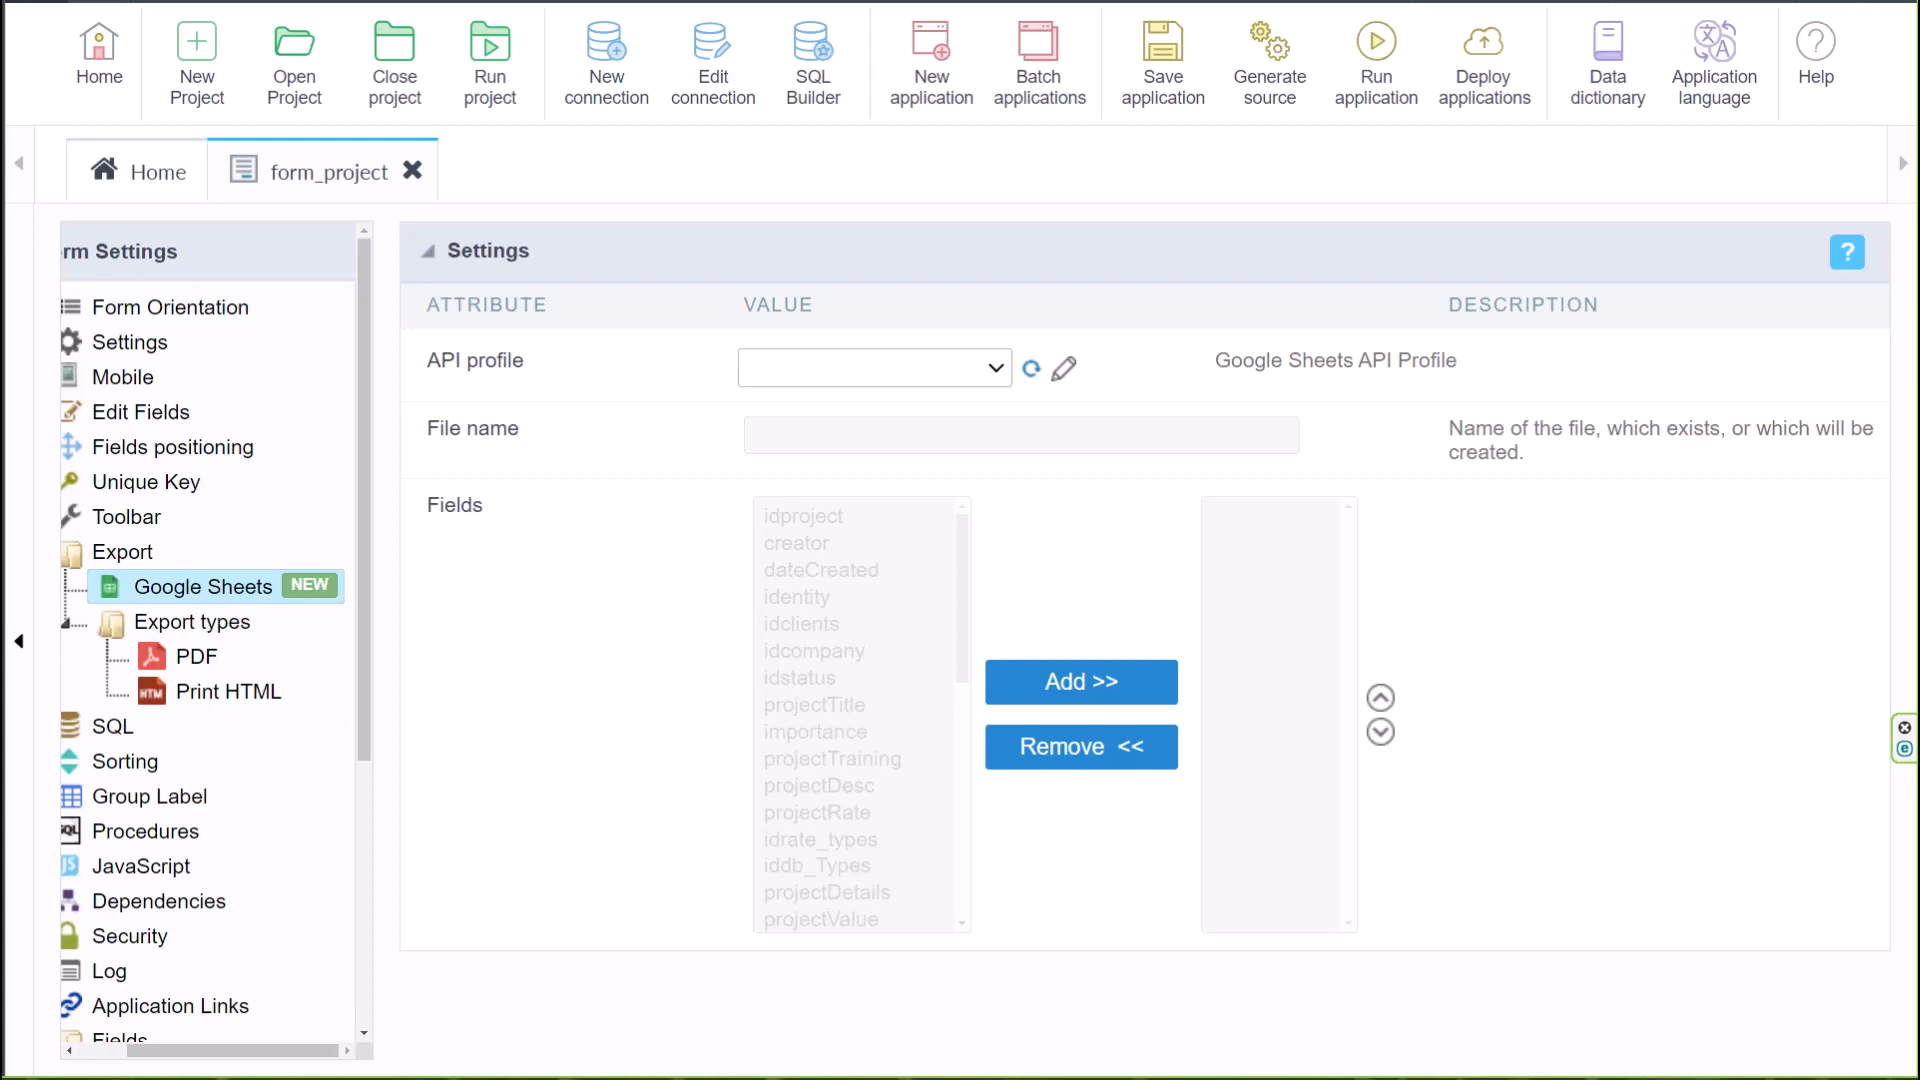 Home
New Project
Open Project
Close project
Run project
New connection
Edit connection
SQL Builder
New application
Batch applications
Save application
Generate source
Run application
Deploy applications
Data dictionary
Application language
Help
Home
form_project
rm Settings
Form Orientation
Settings
Mobile
Edit Fields
Fields positioning
Unique Key
Toolbar
Export
Google Sheets NEW
Export types
PDF
HTM Print HTML
SQL
Sorting
Group Label
SQL Procedures
JS JavaScript
Dependencies
Security
Log
Application Links
Fields
Settings
?
ATTRIBUTE VALUE DESCRIPTION
API profile
Google Sheets API Profile
File name
Name of the file, which exists, or which will be
created.
Fields
idproject
creator
dateCreated
identity
idclients
idcompany
idstatus
projectTitle
importance
projectTraining
projectDesc
projectRate
idrate_types
iddb_Types
projectDetails
projectValue
Add >>
Remove <<